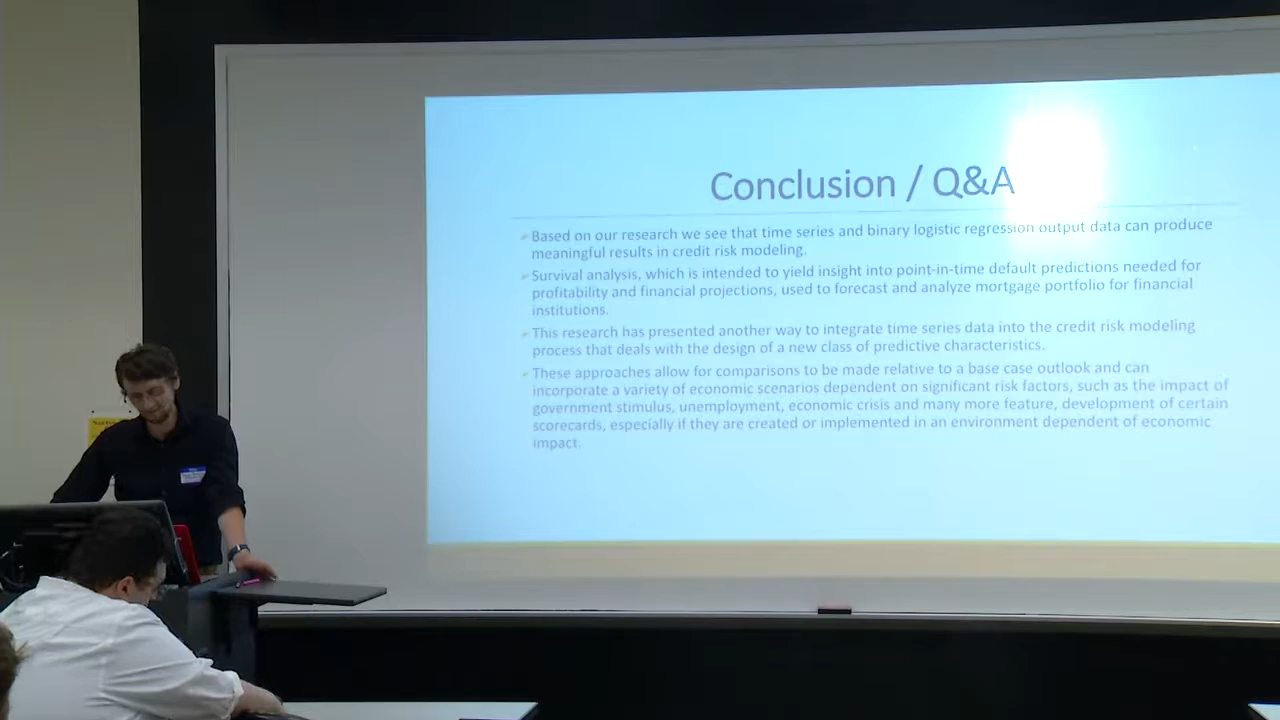 Conclusion / Q&A
Based on our research we see that time series and binary logistic regression output data can produce
meaningful results in credit risk modeling.
Survival analysis, which is intended to yield insight into point-in-time default predictions needed for
profitability and financial projections, used to forecast and analyze mortgage portfolio for financial
institutions.
This research has presented another way to integrate time series data into the credit risk modeling
process that deals with the design of a new class of predictive characteristics.
These approaches allow for comparisons to be made relative to a base case outlook and can
incorporate a variety of economic scenarios dependent on significant risk factors, such as the impact of
government stimulus, unemployment, economic crisis and many more feature, development of certain
scorecards, especially if they are created or implemented in an environment dependent of economic
impact.